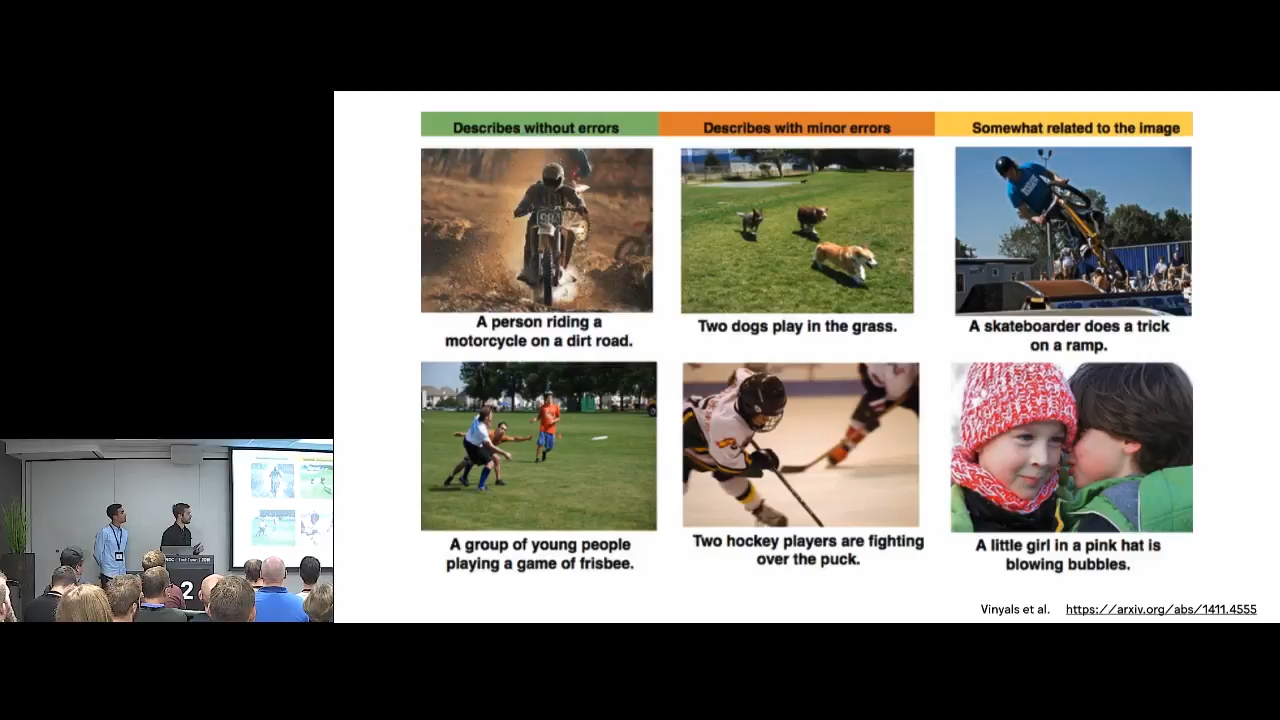 Describes without errors
Describes with minor errors
Somewhat related to the image
A person riding a
motorcycle on a dirt road.
Two dogs play in the grass.
A skateboarder does a trick
on a ramp.
A group of young people
playing a game of frisbee.
Two hockey players are fighting
over the puck.
A little girl in a pink hat is
blowing bubbles.
Vinyals et al. https://arxiv.org/abs/1411.4555
2